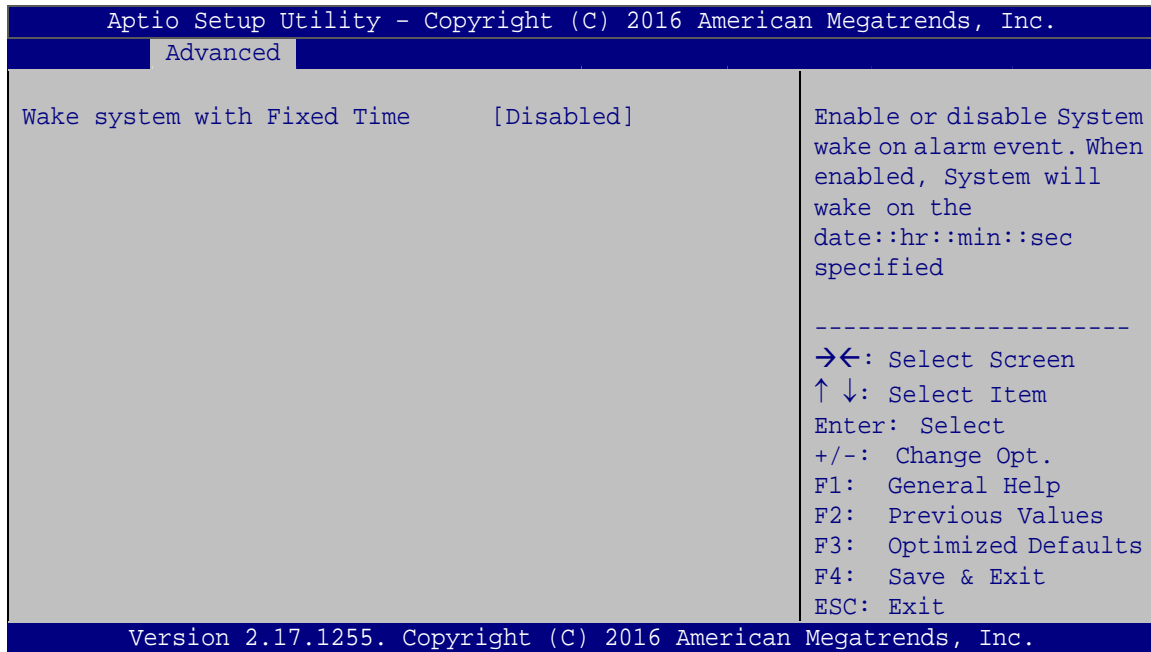 Aptio Setup Utility – Copyright (C) 2016 American Megatrends, Inc.
Advanced
Wake system with Fixed Time [Disabled]
Enable or disable System
wake on alarm event. When
enabled, System will
wake on the
date::hr::min::sec
specified
----------------------
→←: Select Screen
↑ ↓: Select Item
Enter: Select
+/-: Change Opt.
F1: General Help
F2: Previous Values
F3: Optimized Defaults
F4: Save & Exit
ESC: Exit
Version 2.17.1255. Copyright (C) 2016 American Megatrends, Inc.